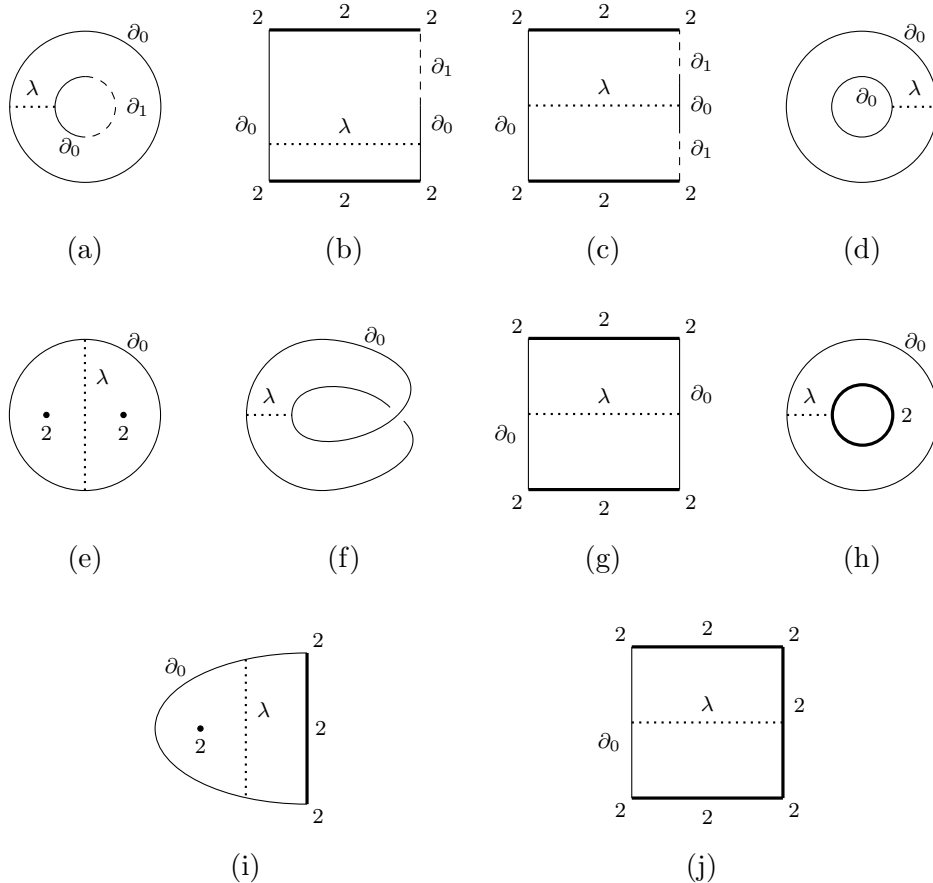 ∂₀ 2 2 2 2 2 2 ∂₀
λ ∂₁ ∂₁ ∂₁ ∂₀ λ
λ ∂₀
∂₀ ∂₀ λ ∂₀ ∂₀ ∂₁
2 2 2 2 2 2
(a) (b) (c) (d)
∂₀ ∂₀ 2 2 2 ∂₀
λ λ λ ∂₀ λ
2 2 ∂₀ 2
2 2 2
(e) (f) (g) (h)
2 2 2 2
∂₀
λ 2 λ 2
2 ∂₀
2 2 2 2
(i) (j)